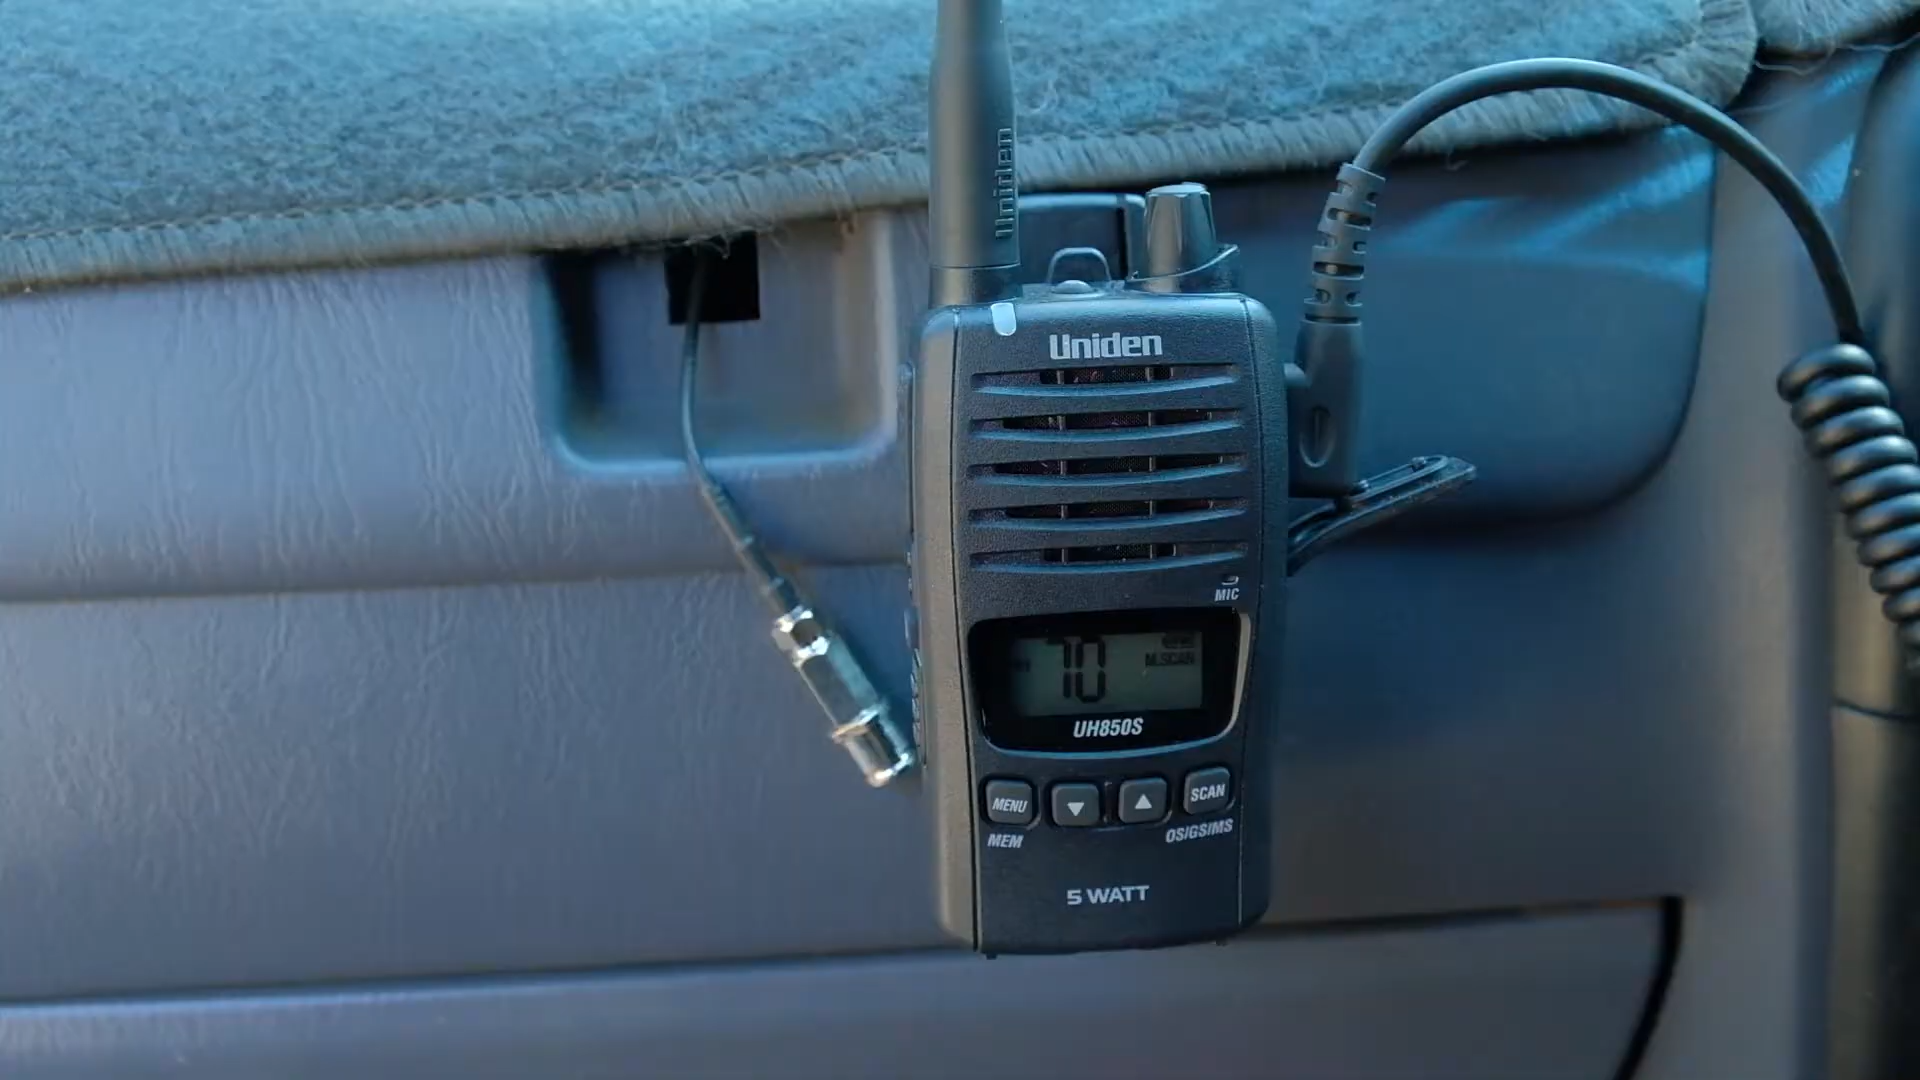 Uniden
Uniden
MIC
70
M.SCAN
UH850S
MENU
SCAN
MEM
OS/GS/MS
5 WATT